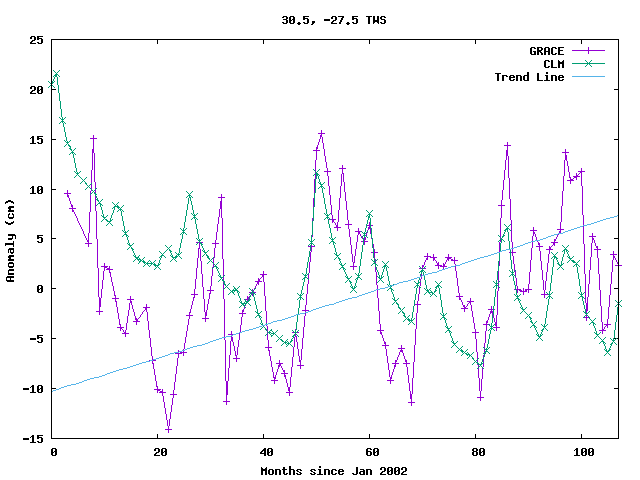 30.5, -27.5 TWS
GRACE
CLM
Trend Line
25
20
15
10
5
0
-5
-10
-15
Anomaly (cm)
0 20 40 60 80 100
Months since Jan 2002